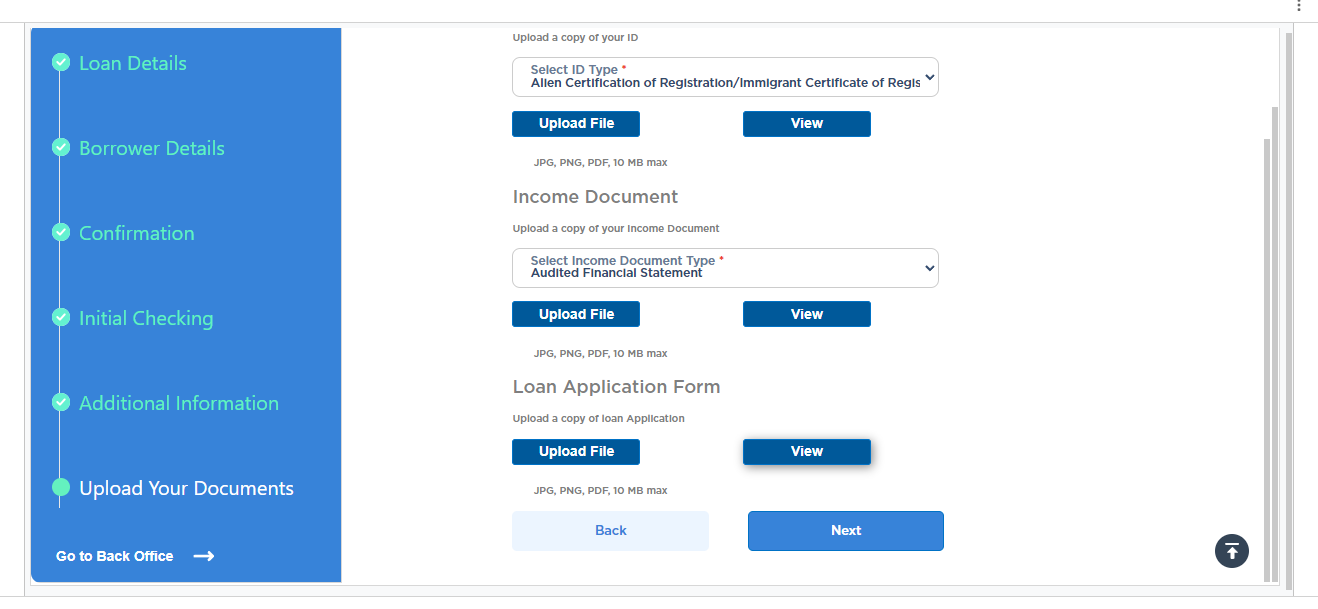 Loan Details
Borrower Details
Confirmation
Initial Checking
Additional Information
Upload Your Documents
Go to Back Office
Upload a copy of your ID
Select ID Type *
Alien Certification of Registration/Immigrant Certificate of Regis
Upload File
View
JPG, PNG, PDF, 10 MB max
Income Document
Upload a copy of your Income Document
Select Income Document Type *
Audited Financial Statement
Upload File
View
JPG, PNG, PDF, 10 MB max
Loan Application Form
Upload a copy of loan Application
Upload File
View
JPG, PNG, PDF, 10 MB max
Back
Next